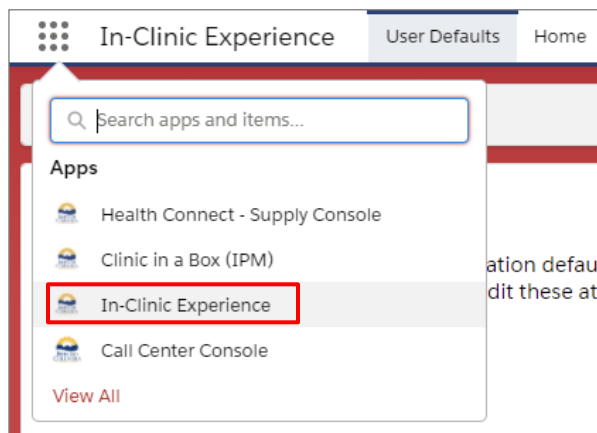 In-Clinic Experience User Defaults Home
Search apps and items...
Apps
Health Connect - Supply Console
Clinic in a Box (IPM)
ation defau
In-Clinic Experience
dit these at
Call Center Console
View All